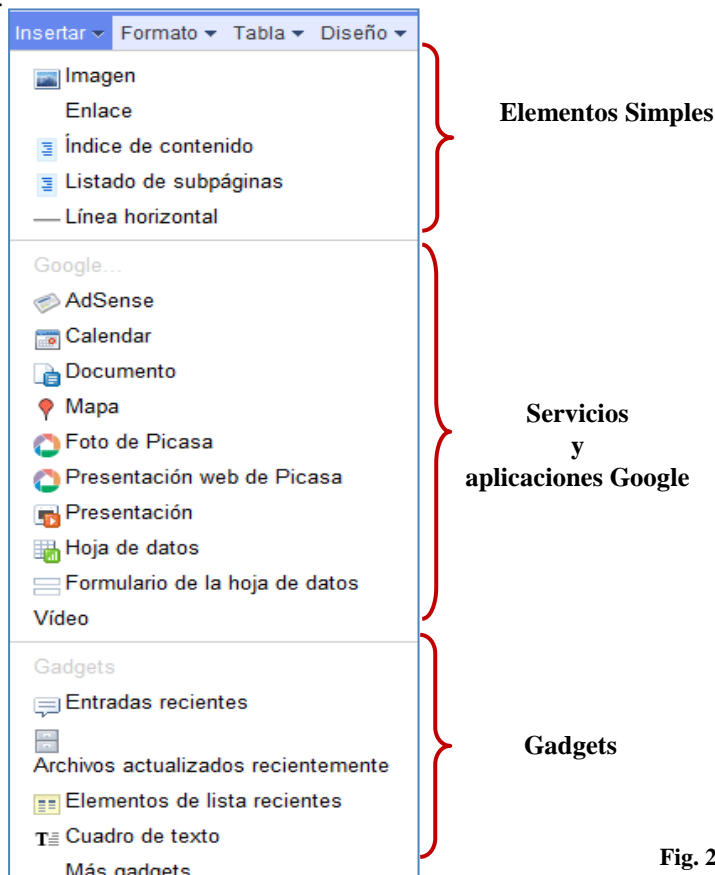 Insertar Formato Tabla Diseño
Imagen
Enlace
Índice de contenido
Listado de subpáginas
Línea horizontal
Elementos Simples
Google...
AdSense
Calendar
Documento
Mapa
Foto de Picasa
Presentación web de Picasa
Presentación
Hoja de datos
Formulario de la hoja de datos
Vídeo
Servicios
y
aplicaciones Google
Gadgets
Entradas recientes
Archivos actualizados recientemente
Elementos de lista recientes
Cuadro de texto
Más gadgets
Gadgets
Fig. 2